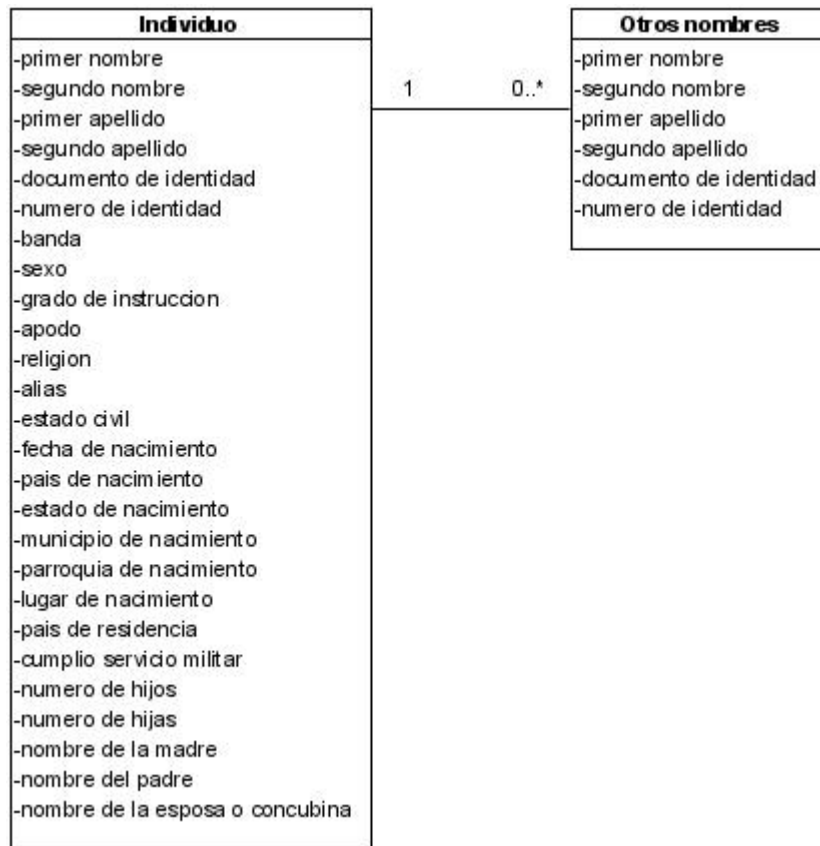 Individuo
-primer nombre
-segundo nombre
-primer apellido
-segundo apellido
-documento de identidad
-numero de identidad
-banda
-sexo
-grado de instruccion
-apodo
-religion
-alias
-estado civil
-fecha de nacimiento
-pais de nacimiento
-estado de nacimiento
-municipio de nacimiento
-parroquia de nacimiento
-lugar de nacimiento
-pais de residencia
-cumplio servicio militar
-numero de hijos
-numero de hijas
-nombre de la madre
-nombre del padre
-nombre de la esposa o concubina
1 0..*
Otros nombres
-primer nombre
-segundo nombre
-primer apellido
-segundo apellido
-documento de identidad
-numero de identidad